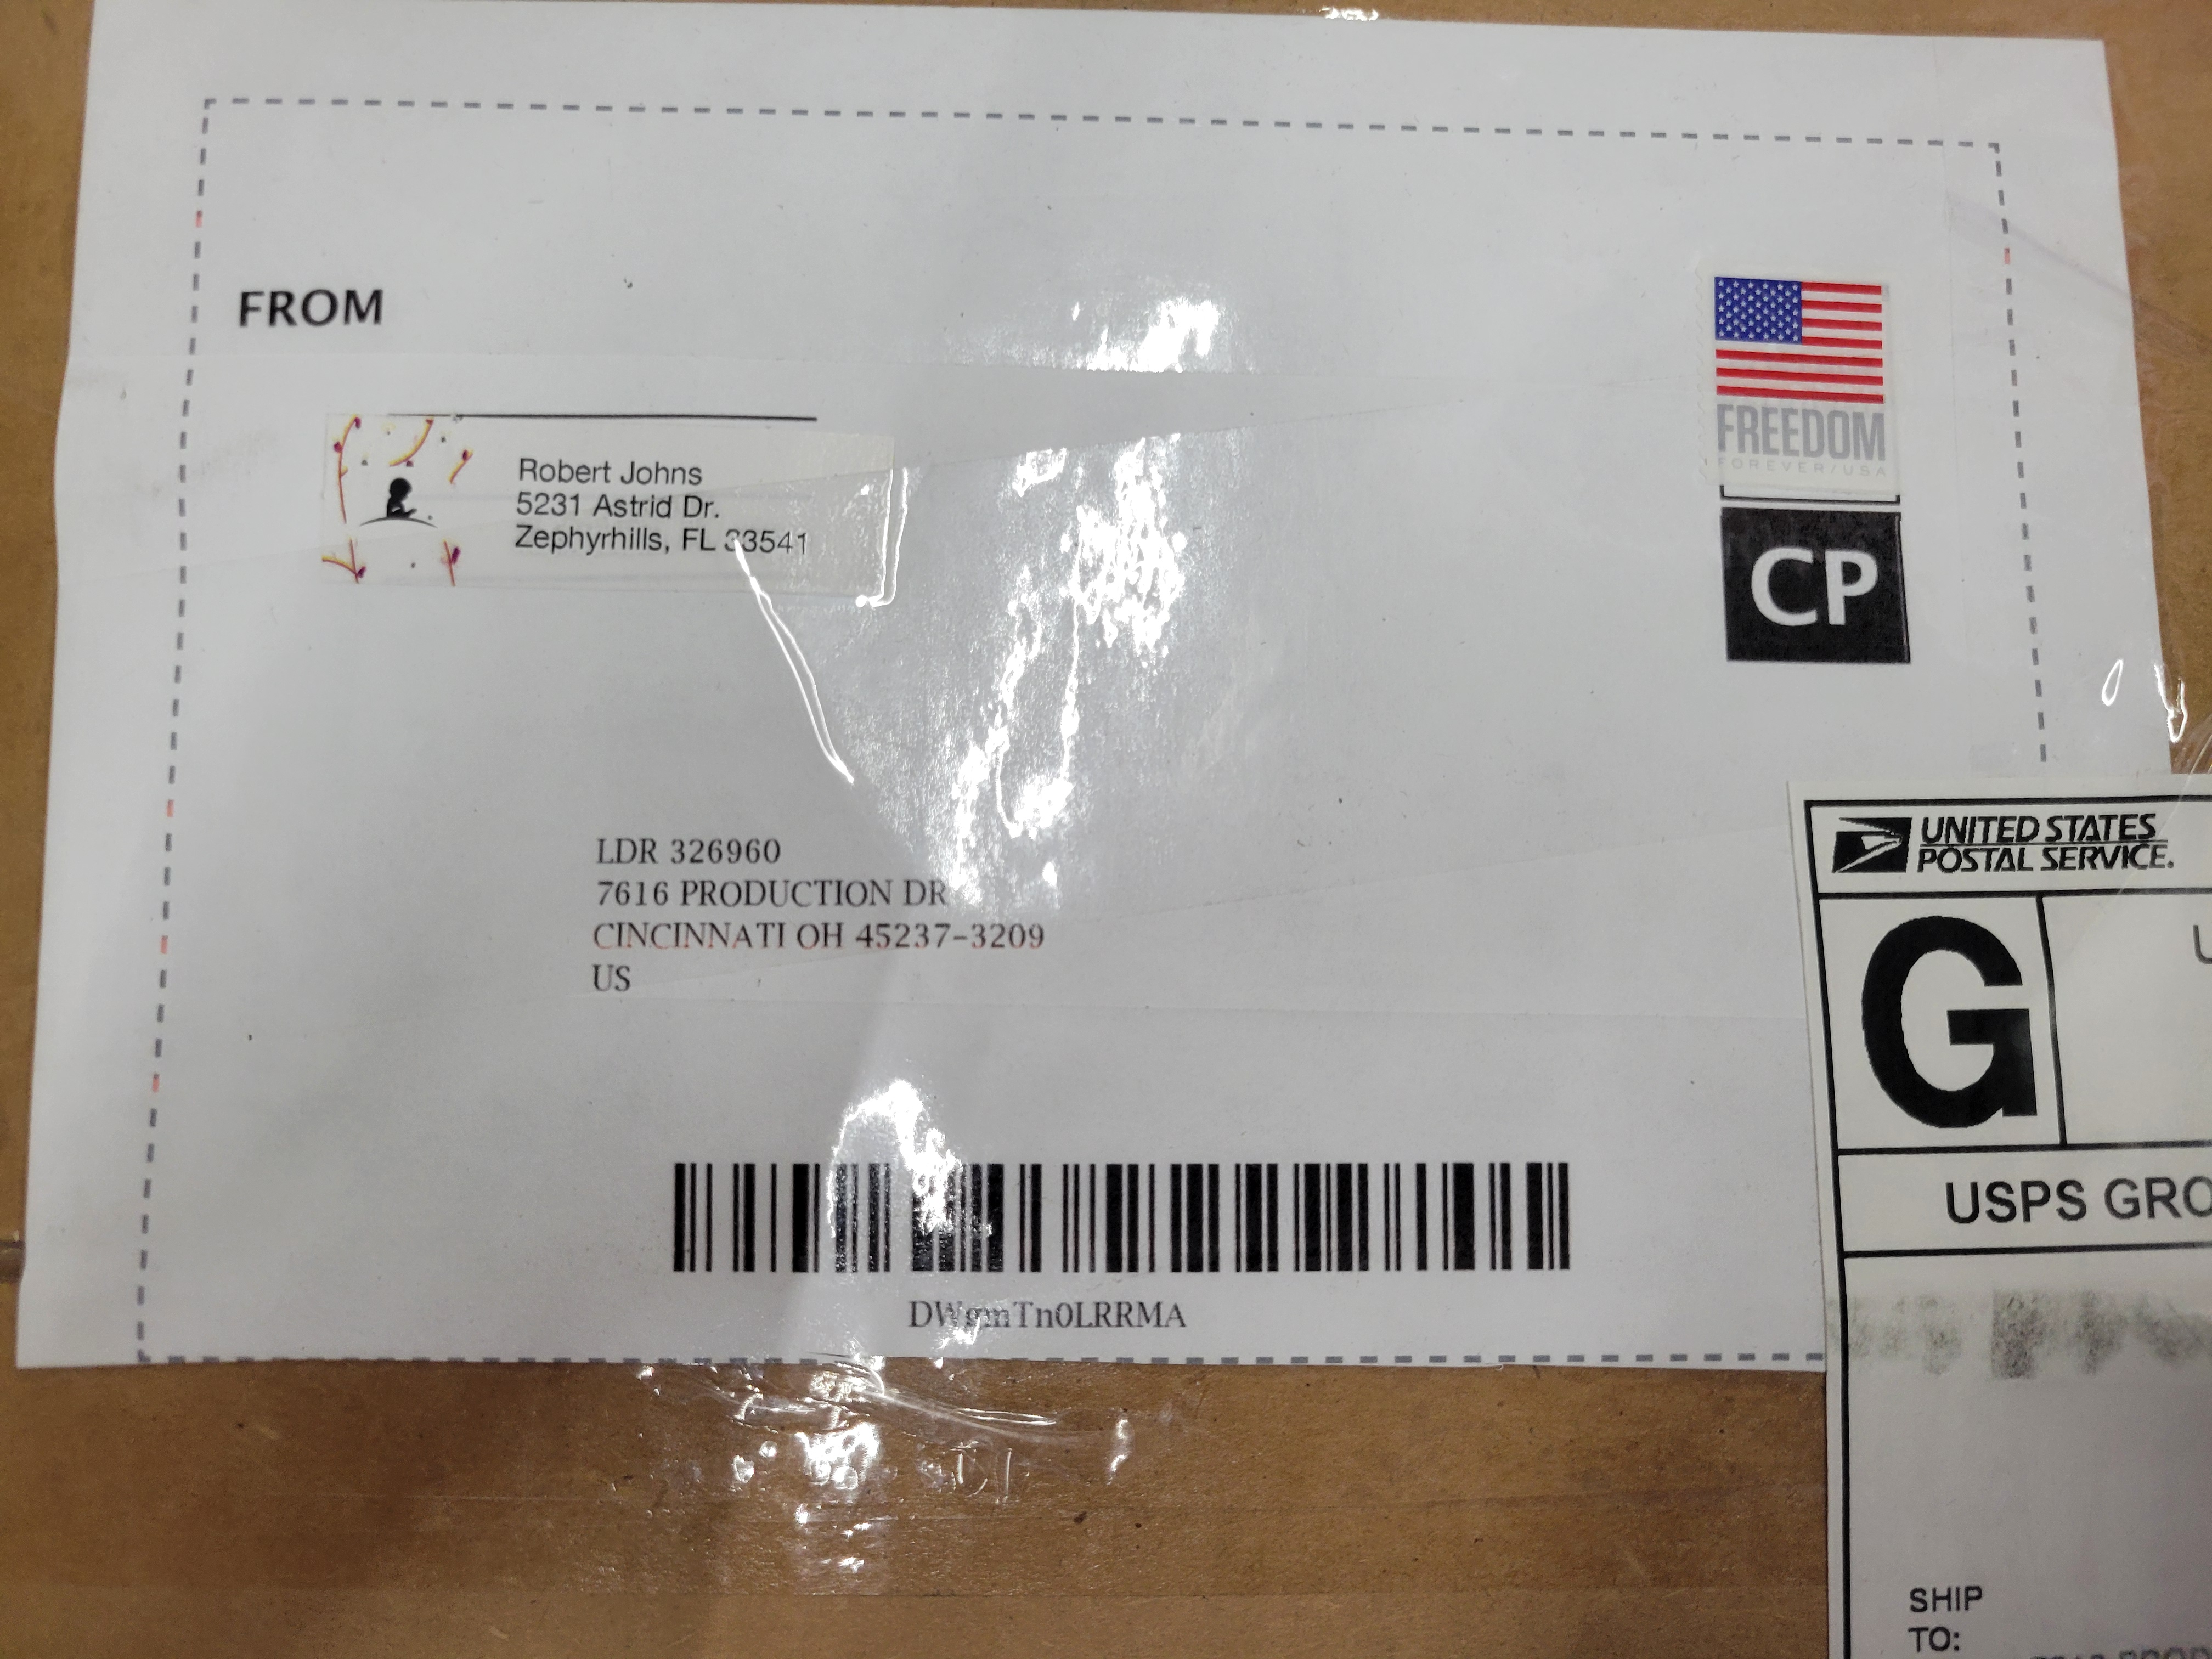 FROM
Robert Johns
5231 Astrid Dr.
Zephyrhills, FL 33541
FREEDOM
FOREVER/USA
CP
LDR 326960
7616 PRODUCTION DR
CINCINNATI OH 45237-3209
US
DWgmTn0LRRMA
UNITED STATES
POSTAL SERVICE.
G
USPS GRO
SHIP
TO: